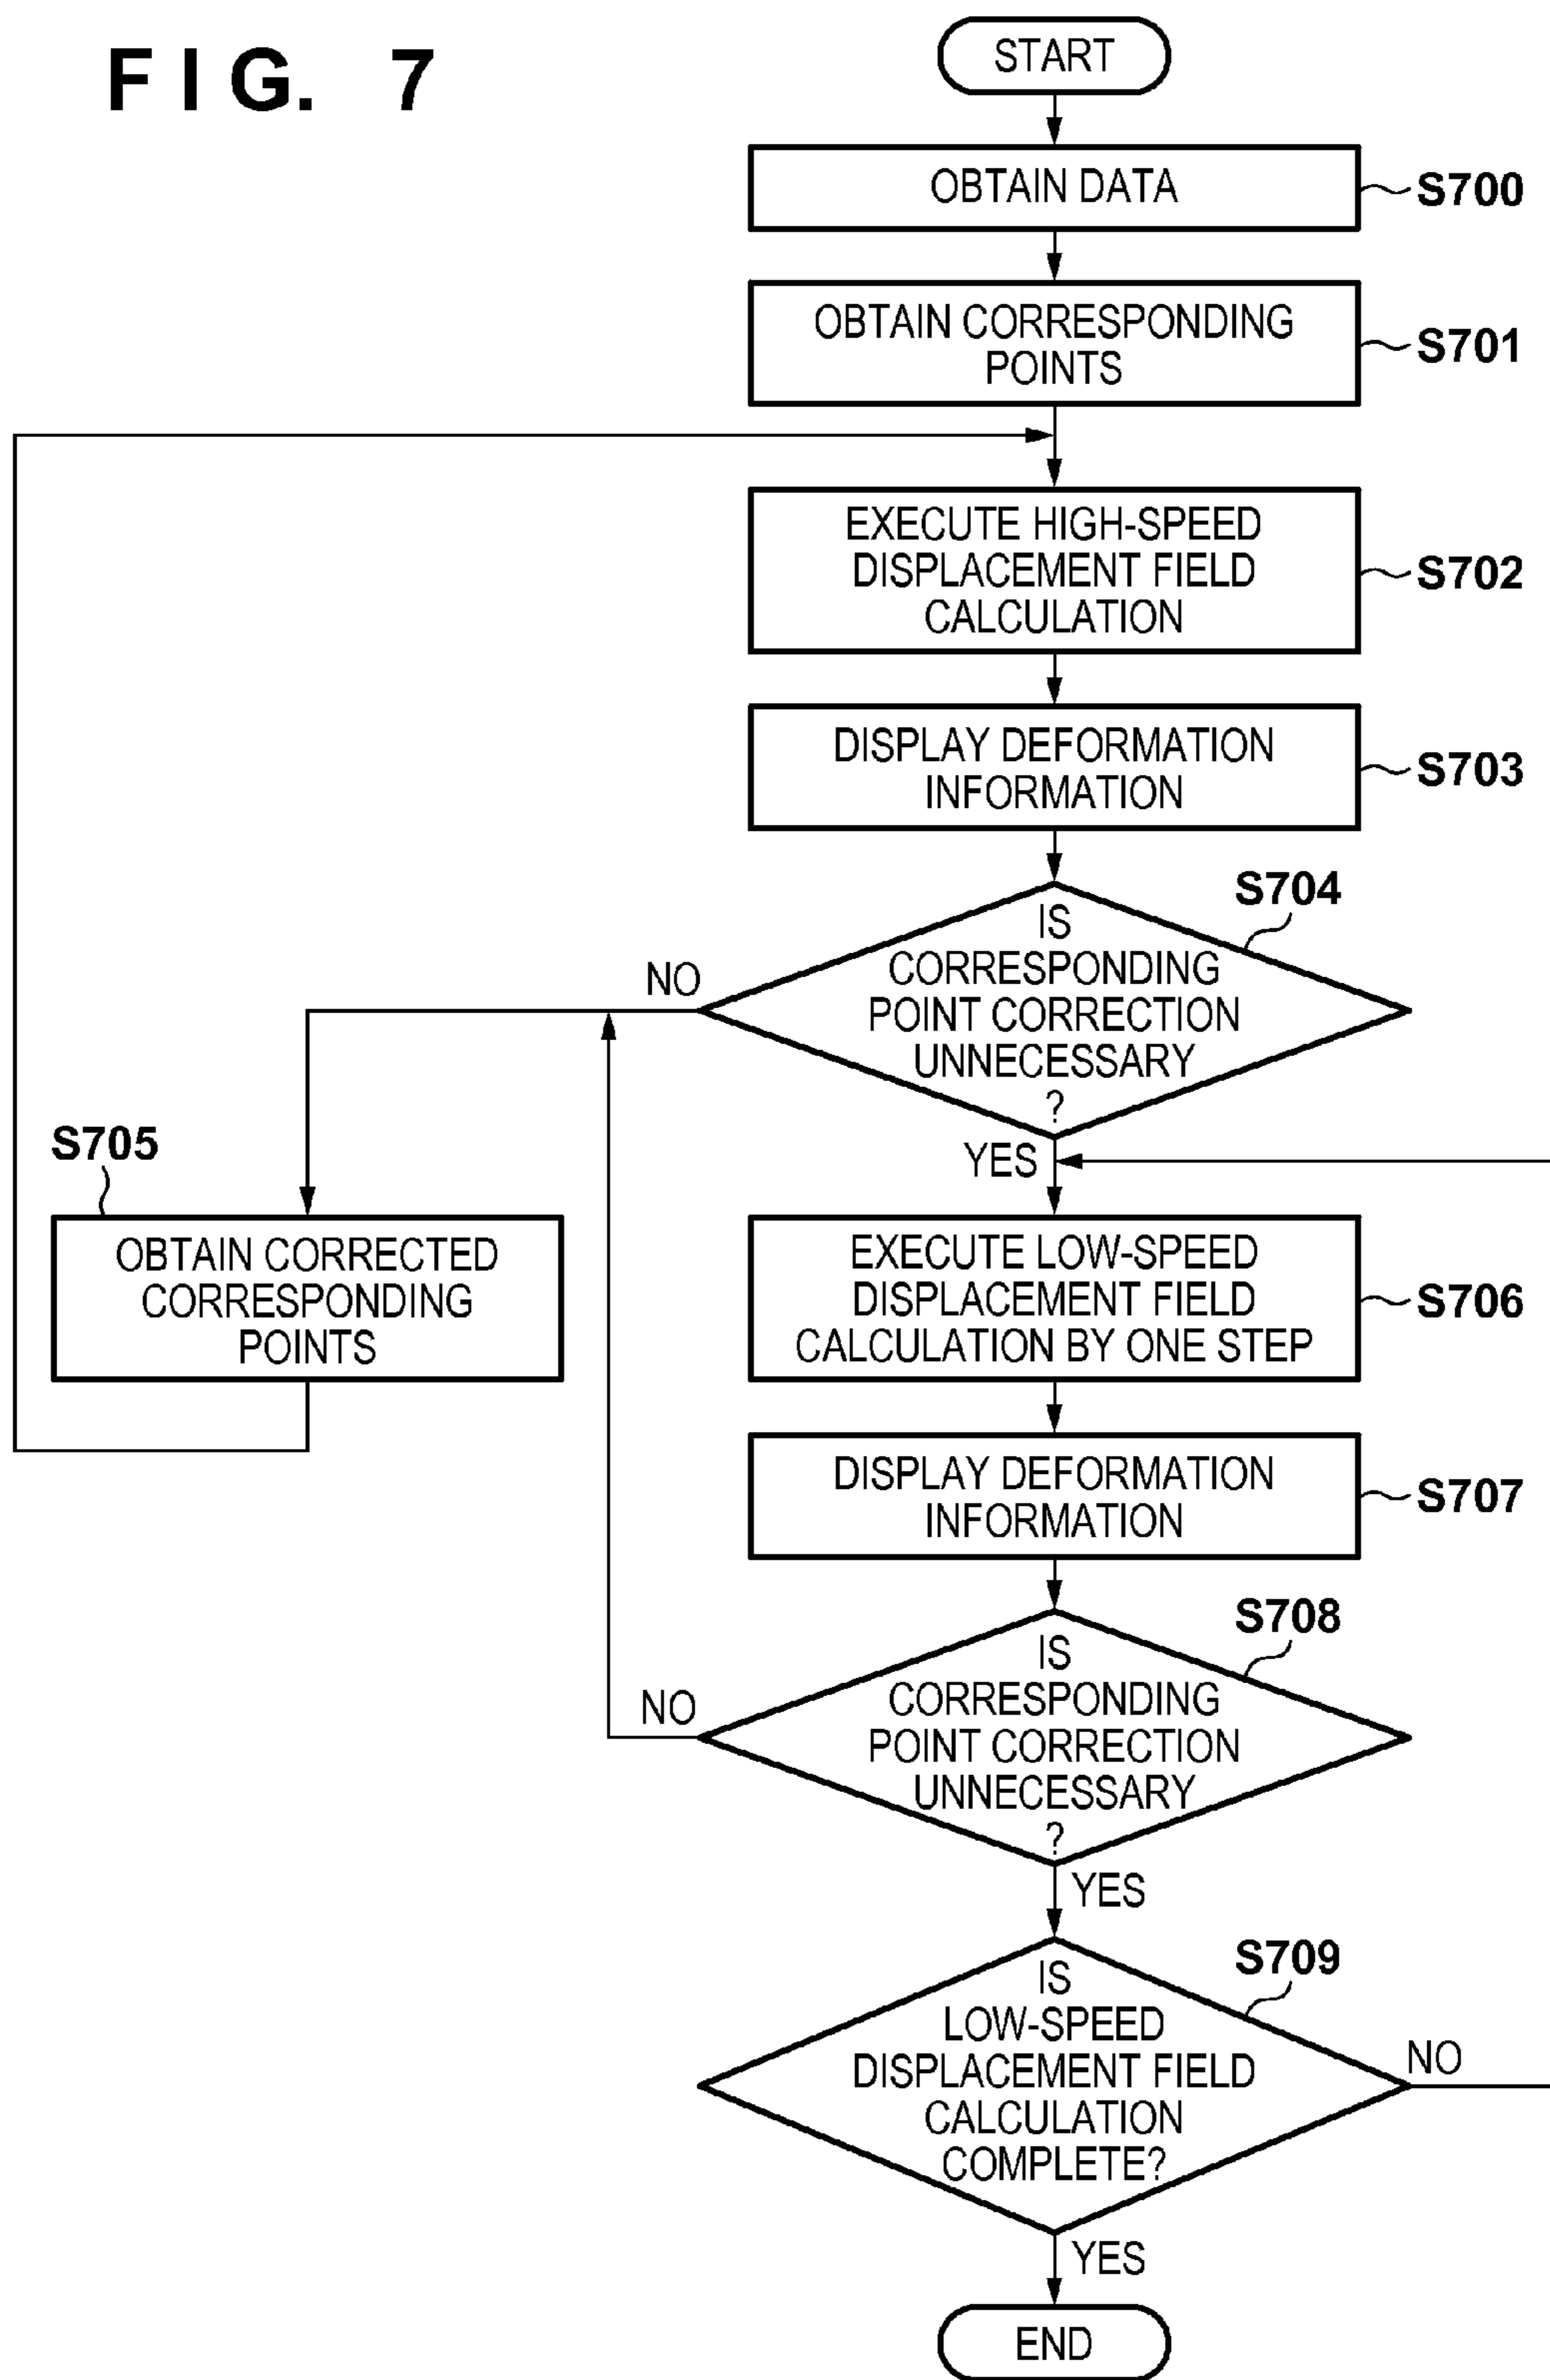 FIG. 7
START
OBTAIN DATA
S700
OBTAIN CORRESPONDING
POINTS
S701
EXECUTE HIGH-SPEED
DISPLACEMENT FIELD
CALCULATION
S702
DISPLAY DEFORMATION
INFORMATION
S703
S704
IS
CORRESPONDING
POINT CORRECTION
UNNECESSARY
?
NO
YES
S705
OBTAIN CORRECTED
CORRESPONDING
POINTS
EXECUTE LOW-SPEED
DISPLACEMENT FIELD
CALCULATION BY ONE STEP
S706
DISPLAY DEFORMATION
INFORMATION
S707
S708
IS
CORRESPONDING
POINT CORRECTION
UNNECESSARY
?
NO
YES
S709
IS
LOW-SPEED
DISPLACEMENT FIELD
CALCULATION
COMPLETE?
NO
YES
END